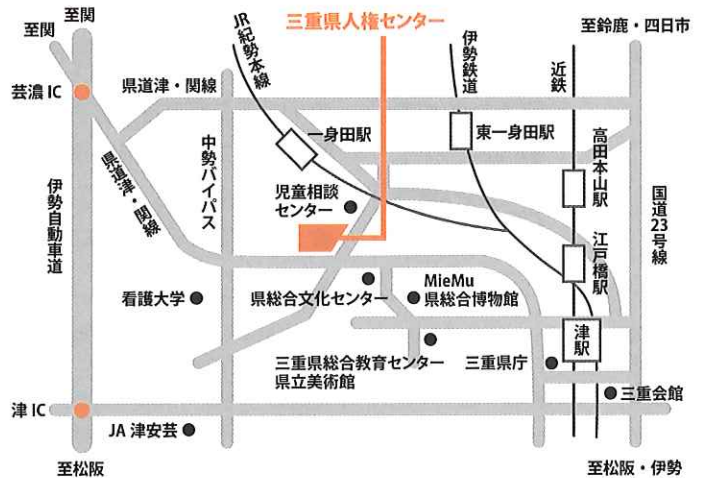 至関
至関
三重県人権センター
至鈴鹿・四日市
JR紀勢本線
伊勢鉄道
近鉄
芸濃IC
県道津・関線
一身田駅
東一身田駅
高田本山駅
県道津・関線
中勢バイパス
児童相談
センター
国道23号線
伊勢自動車道
江戸橋駅
看護大学
県総合文化センター
MieMu
県総合博物館
津駅
三重県総合教育センター
県立美術館
三重県庁
三重会館
津IC
JA津安芸
至松阪
至松阪・伊勢